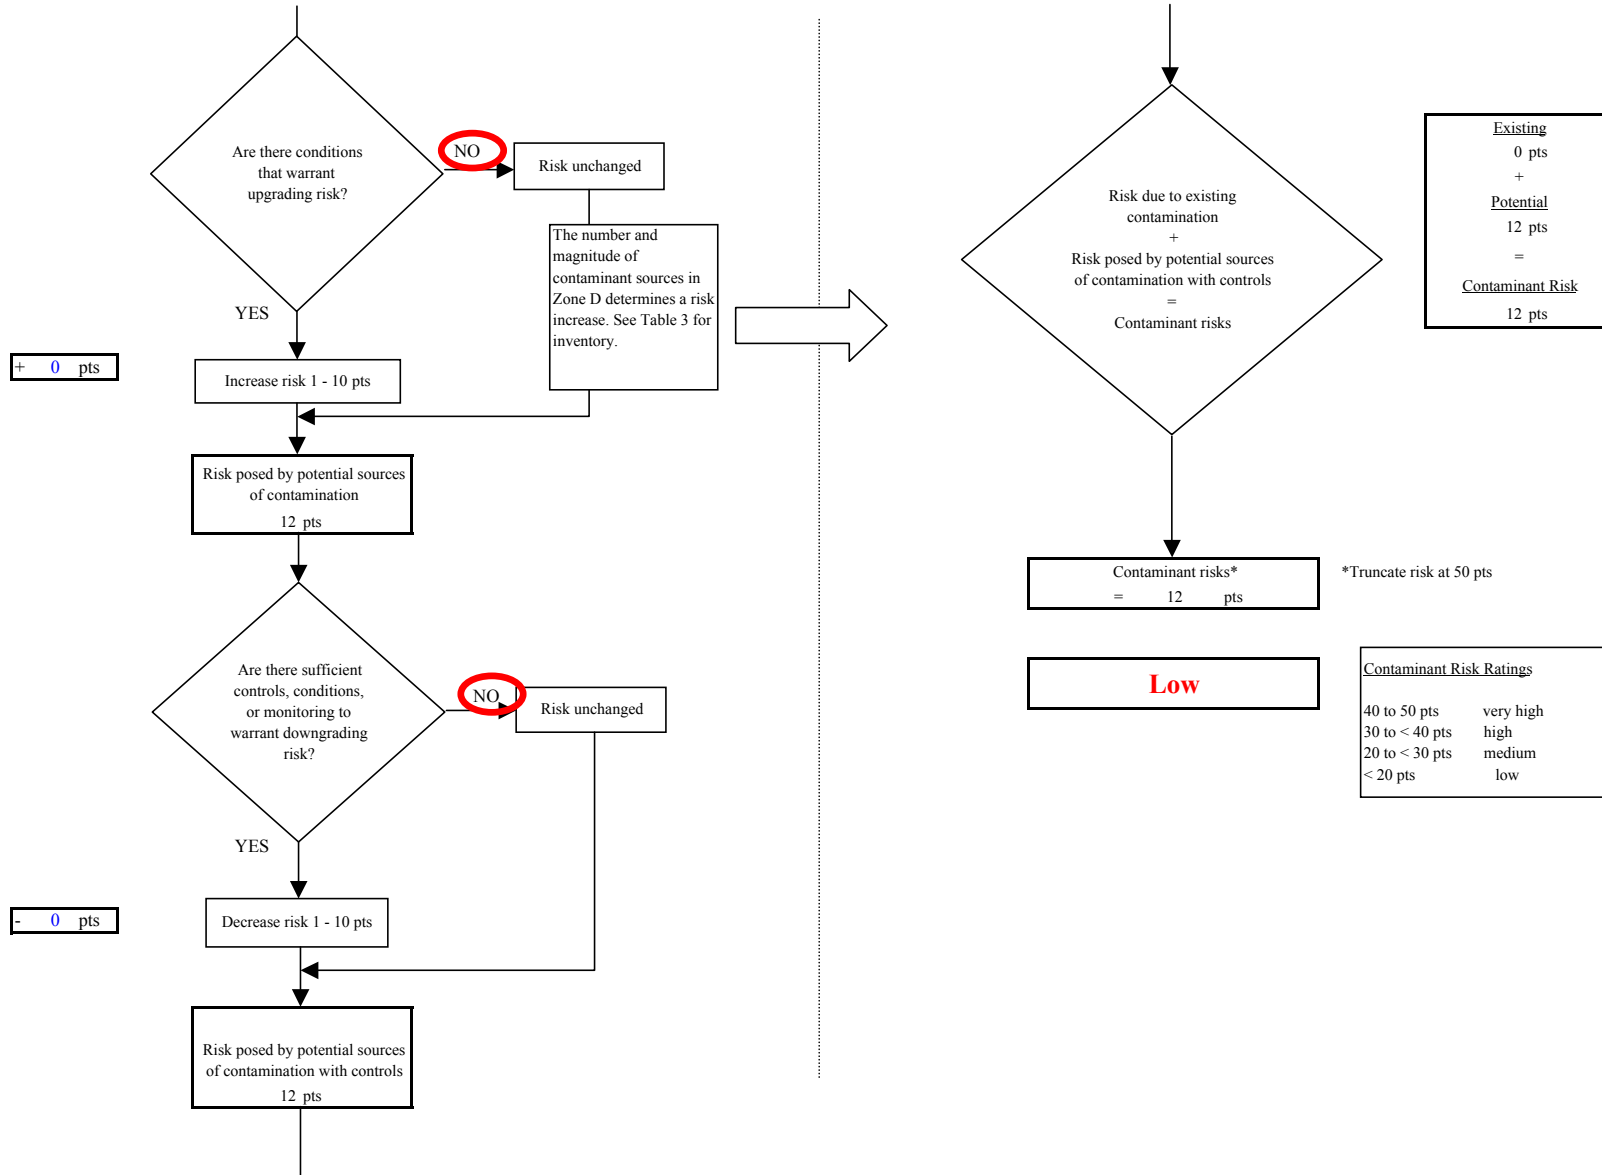 Are there conditions
that warrant
upgrading risk?
NO
Risk unchanged
The number and
magnitude of
contaminant sources in
Zone D determines a risk
increase. See Table 3 for
inventory.
YES
+ 0 pts
Increase risk 1 - 10 pts
Risk posed by potential sources
of contamination
12 pts
Are there sufficient
controls, conditions,
or monitoring to
warrant downgrading
risk?
NO
Risk unchanged
YES
- 0 pts
Decrease risk 1 - 10 pts
Risk posed by potential sources
of contamination with controls
12 pts
Risk due to existing
contamination
+
Risk posed by potential sources
of contamination with controls
=
Contaminant risks
Existing
0 pts
+
Potential
12 pts
=
Contaminant Risk
12 pts
Contaminant risks*
= 12 pts
*Truncate risk at 50 pts
Low
Contaminant Risk Ratings
40 to 50 pts very high
30 to < 40 pts high
20 to < 30 pts medium
< 20 pts low